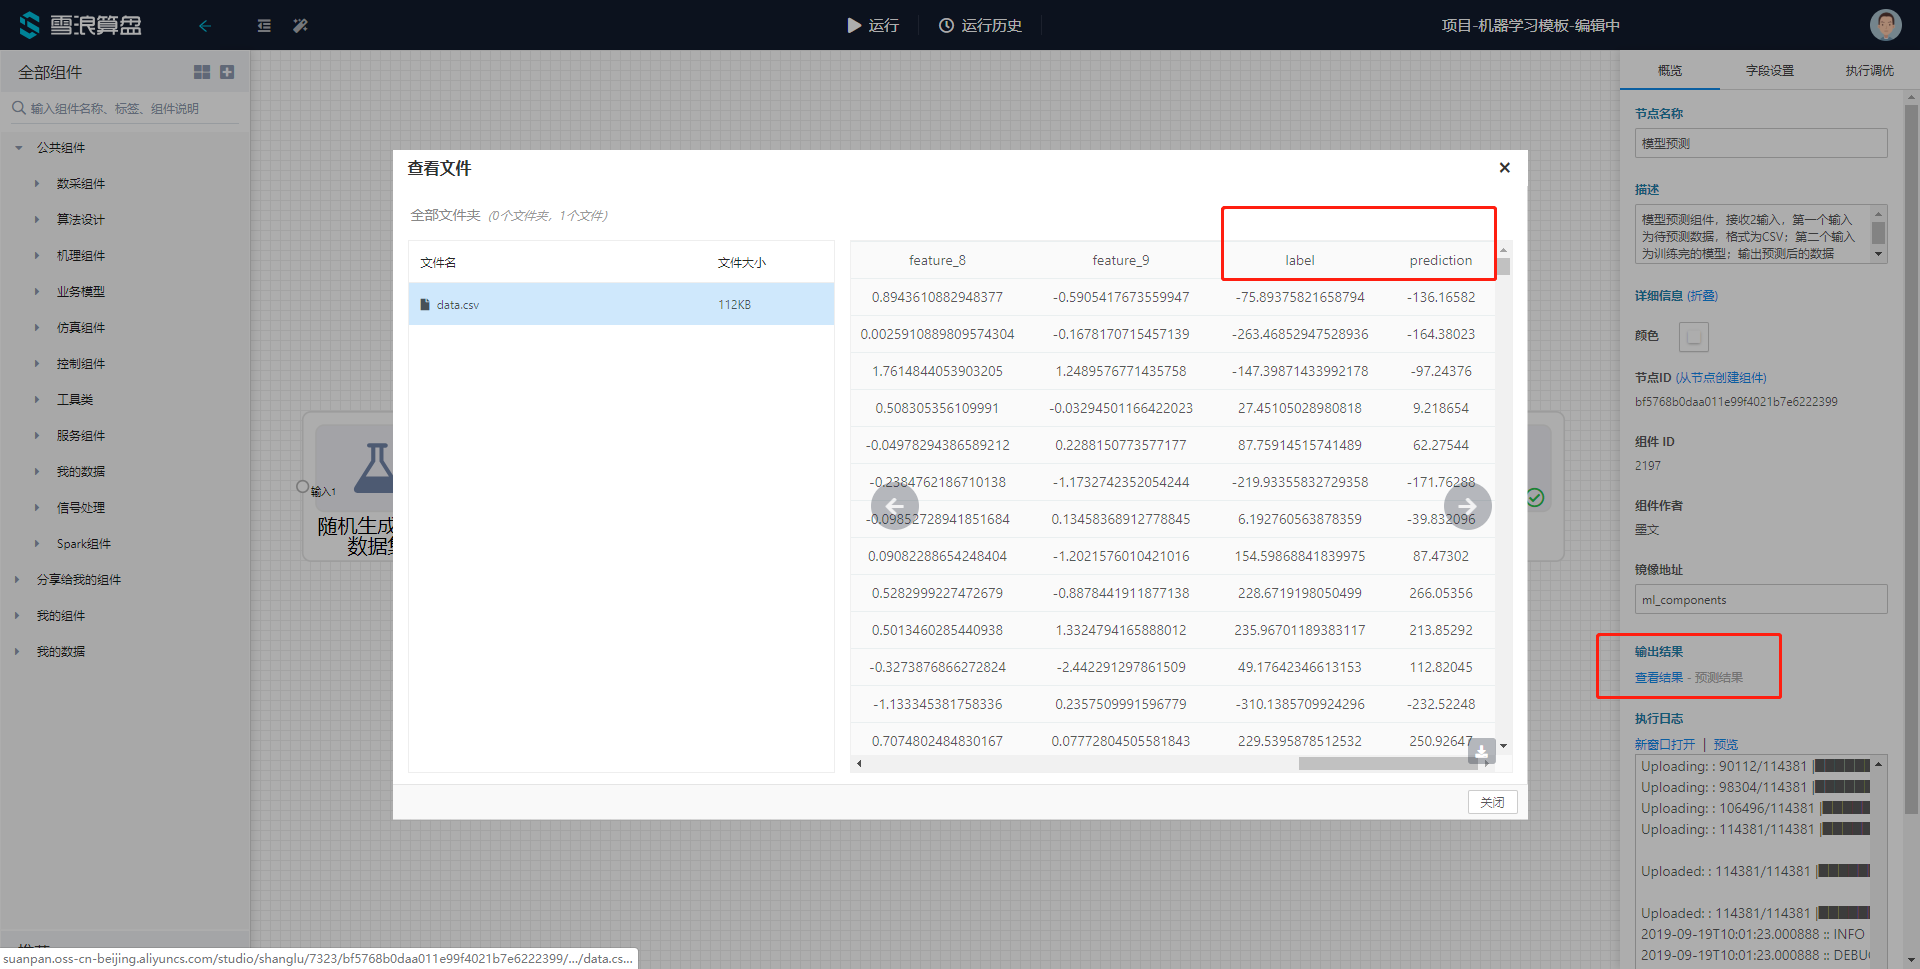 雪浪算盘
运行
运行历史
项目-机器学习模板-编辑中
全部组件
输入组件名称、标签、组件说明
公共组件
数采组件
算法设计
机理组件
业务模型
仿真组件
控制组件
工具类
服务组件
我的数据
信号处理
Spark组件
分享给我的组件
我的组件
我的数据
输入1
随机生成
数据集
查看文件
全部文件夹 (0个文件夹, 1个文件)
文件名 文件大小
data.csv 112KB
feature_8 feature_9 label prediction
0.8943610882948377 -0.5905417673559947 -75.89375821658794 -136.16582
0.0025910889809574304 -0.1678170715457139 -263.46852947528936 -164.38023
1.7614844053903205 1.2489576771435758 -147.39871433992178 -97.24376
0.508305356109991 -0.03294501166422023 27.45105028980818 9.218654
-0.04978294386589212 0.2288150773577177 87.75914515741489 62.27544
-0.2384762186710138 -1.1732742352054244 -219.93355832729358 -171.76288
-0.09852728941851684 0.13458368912778845 6.192760563878359 -39.832096
0.09082288654248404 -1.2021576010421016 154.59868841839975 87.47302
0.5282999227472679 -0.8878441911877138 228.6719198050499 266.05356
0.5013460285440938 1.3324794165888012 235.96701189383117 213.85292
-0.3273876866272824 -2.442291297861509 49.17642346613153 112.82045
-1.133345381758336 0.2357509991596779 -310.1385709924296 -232.52248
0.7074802484830167 0.07772804505581843 229.5395878512532 250.92647
关闭
概览 字段设置 执行调优
节点名称
模型预测
描述
模型预测组件，接收2输入，第一个输入
为待预测数据，格式为CSV；第二个输入
为训练完的模型；输出预测后的数据
详细信息 (折叠)
颜色
节点ID (从节点创建组件)
bf5768b0daa011e99f4021b7e6222399
组件 ID
2197
组件作者
墨文
镜像地址
ml_components
输出结果
查看结果 - 预测结果
执行日志
新窗口打开 | 预览
Uploading: : 90112/114381 |
Uploading: : 98304/114381 |
Uploading: : 106496/114381 |
Uploading: : 114381/114381 |
Uploaded: : 114381/114381 |
Uploaded: : 114381/114381 |
2019-09-19T10:01:23.000888 :: INFO
2019-09-19T10:01:23.000888 :: DEBUG
suanpan.oss-cn-beijing.aliyuncs.com/studio/shanglu/7323/bf5768b0daa011e99f4021b7e6222399/.../data.cs...